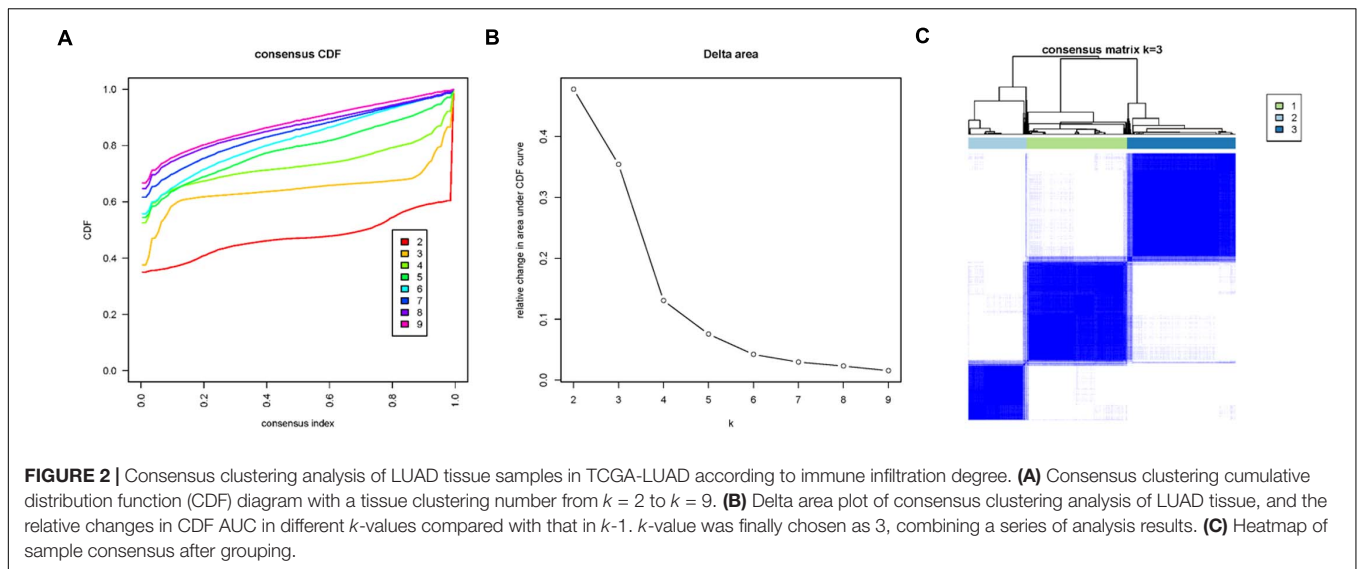 A
consensus CDF
CDF
1.0
0.8
0.6
0.4
0.2
0.0
0.0
0.2
0.4
0.6
0.8
1.0
consensus index
2
3
4
5
6
7
8
9
B
Delta area
relative change in area under CDF curve
0.4
0.3
0.2
0.1
0.0
2
3
4
5
6
7
8
9
k
C
consensus matrix k=3
1
2
3
FIGURE 2 | Consensus clustering analysis of LUAD tissue samples in TCGA-LUAD according to immune infiltration degree. (A) Consensus clustering cumulative
distribution function (CDF) diagram with a tissue clustering number from k = 2 to k = 9. (B) Delta area plot of consensus clustering analysis of LUAD tissue, and the
relative changes in CDF AUC in different k-values compared with that in k-1. k-value was finally chosen as 3, combining a series of analysis results. (C) Heatmap of
sample consensus after grouping.